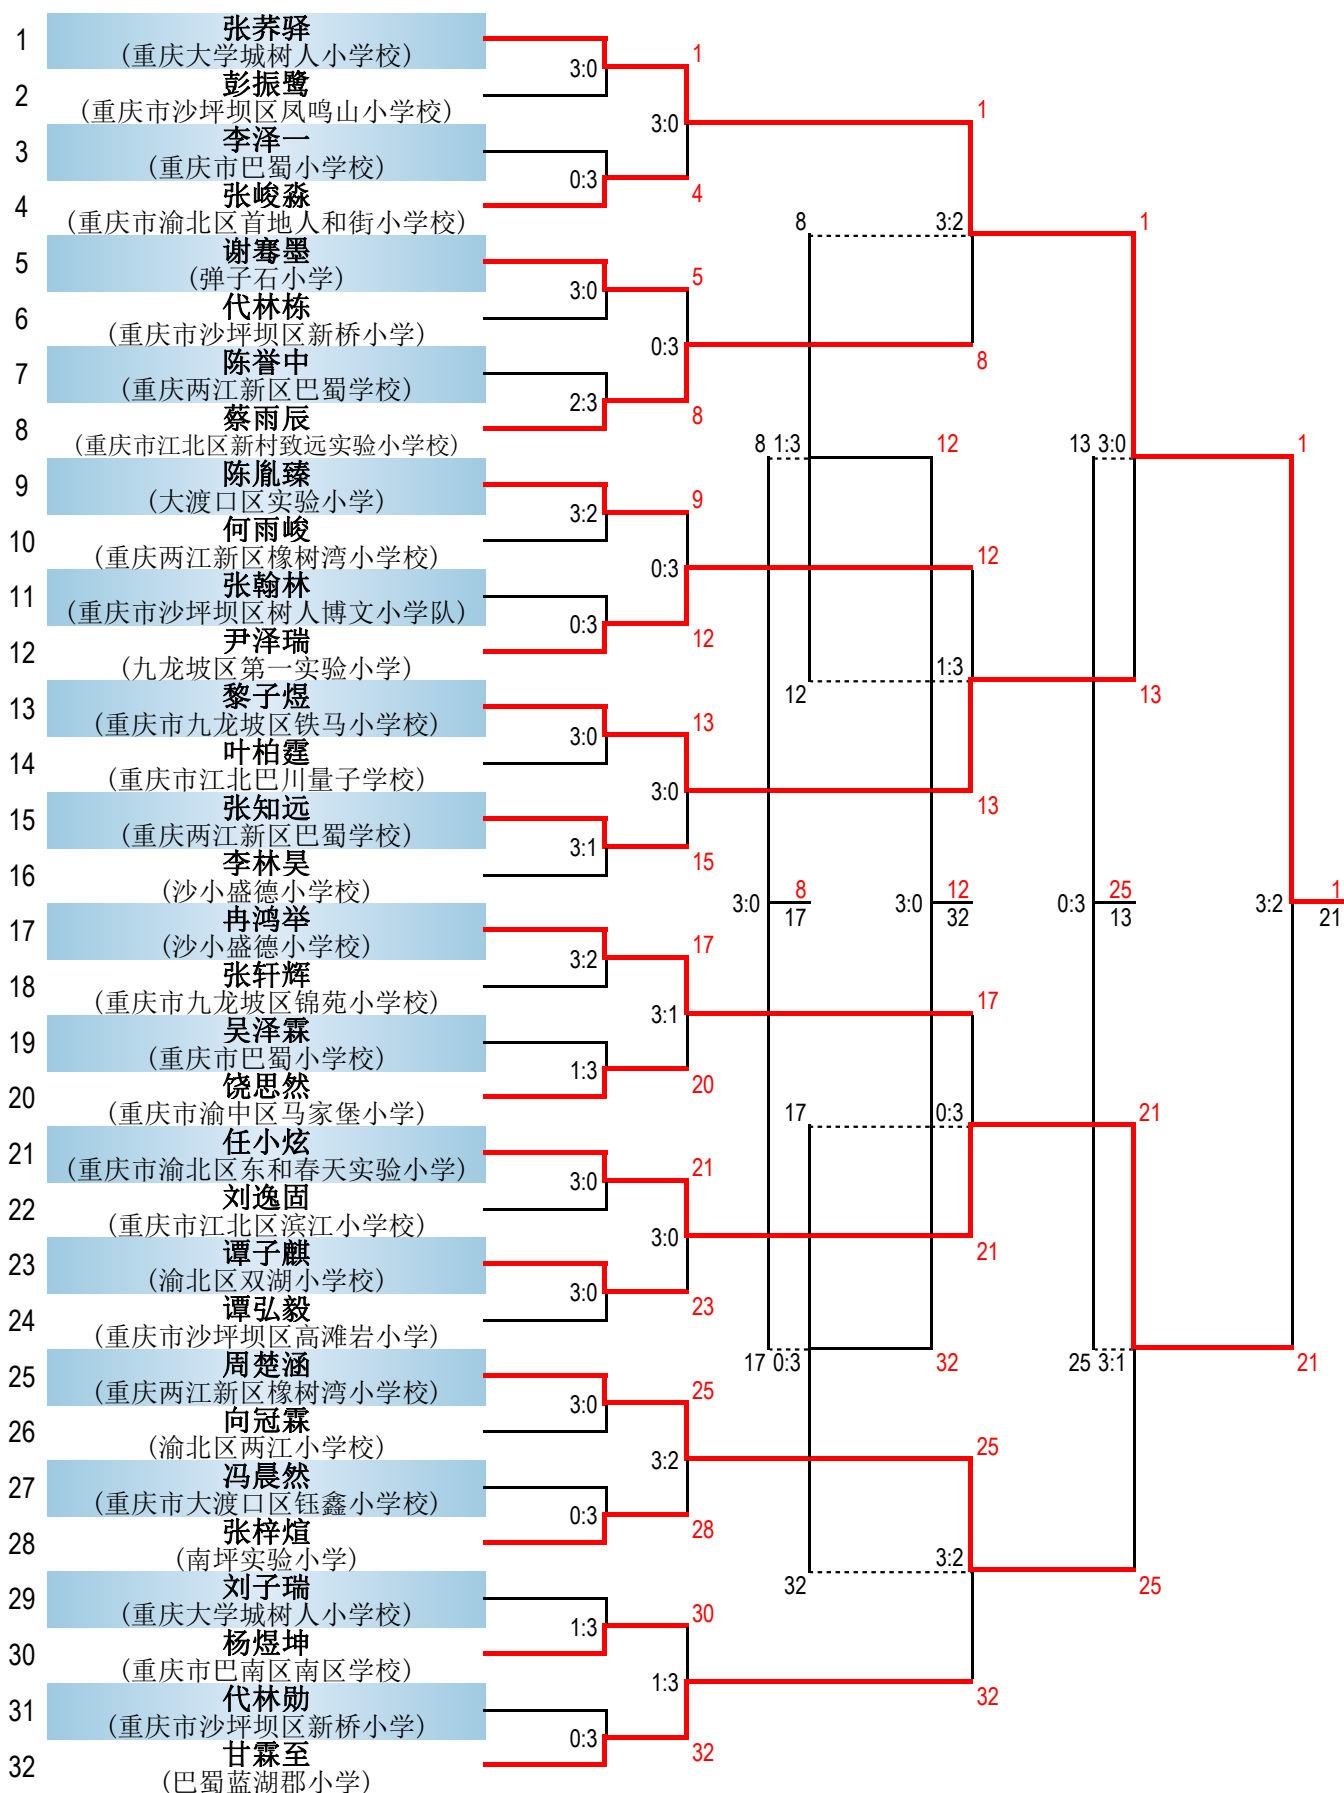 1
张荞驿
(重庆大学城树人小学校)
2
彭振鹭
(重庆市沙坪坝区凤鸣山小学校)
3
李泽一
(重庆市巴蜀小学校)
4
张峻淼
(重庆市渝北区首地人和街小学校)
5
谢骞墨
(弹子石小学)
6
代林栋
(重庆市沙坪坝区新桥小学)
7
陈誉中
(重庆两江新区巴蜀学校)
8
蔡雨辰
(重庆市江北区新村致远实验小学校)
9
陈胤臻
(大渡口区实验小学)
10
何雨峻
(重庆两江新区橡树湾小学校)
11
张翰林
(重庆市沙坪坝区树人博文小学队)
12
尹泽瑞
(九龙坡区第一实验小学)
13
黎子煜
(重庆市九龙坡区铁马小学校)
14
叶柏霆
(重庆市江北巴川量子学校)
15
张知远
(重庆两江新区巴蜀学校)
16
李林昊
(沙小盛德小学校)
17
冉鸿举
(沙小盛德小学校)
18
张轩辉
(重庆市九龙坡区锦苑小学校)
19
吴泽霖
(重庆市巴蜀小学校)
20
饶思然
(重庆市渝中区马家堡小学)
21
任小炫
(重庆市渝北区东和春天实验小学)
22
刘逸固
(重庆市江北区滨江小学校)
23
谭子麒
(渝北区双湖小学校)
24
谭弘毅
(重庆市沙坪坝区高滩岩小学)
25
周楚涵
(重庆两江新区橡树湾小学校)
26
向冠霖
(渝北区两江小学校)
27
冯晨然
(重庆市大渡口区钰鑫小学校)
28
张梓煊
(南坪实验小学)
29
刘子瑞
(重庆大学城树人小学校)
30
杨煜坤
(重庆市巴南区南区学校)
31
代林勋
(重庆市沙坪坝区新桥小学)
32
甘霖至
(巴蜀蓝湖郡小学)
3:0
0:3
3:0
2:3
3:2
0:3
3:0
3:1
3:2
1:3
3:0
3:0
3:0
0:3
1:3
0:3
1
3:0
4
5
0:3
8
9
0:3
12
13
3:0
15
17
3:1
20
21
3:0
23
25
3:2
28
30
1:3
32
1
8
3:2
8
12
12
1:3
13
17
17
0:3
21
25
32
3:2
32
8 1:3
12
3:0
8
17
3:0
12
32
17 0:3
32
1
13 3:0
13
0:3
25
13
21
25 3:1
25
1
3:2
1
21
21